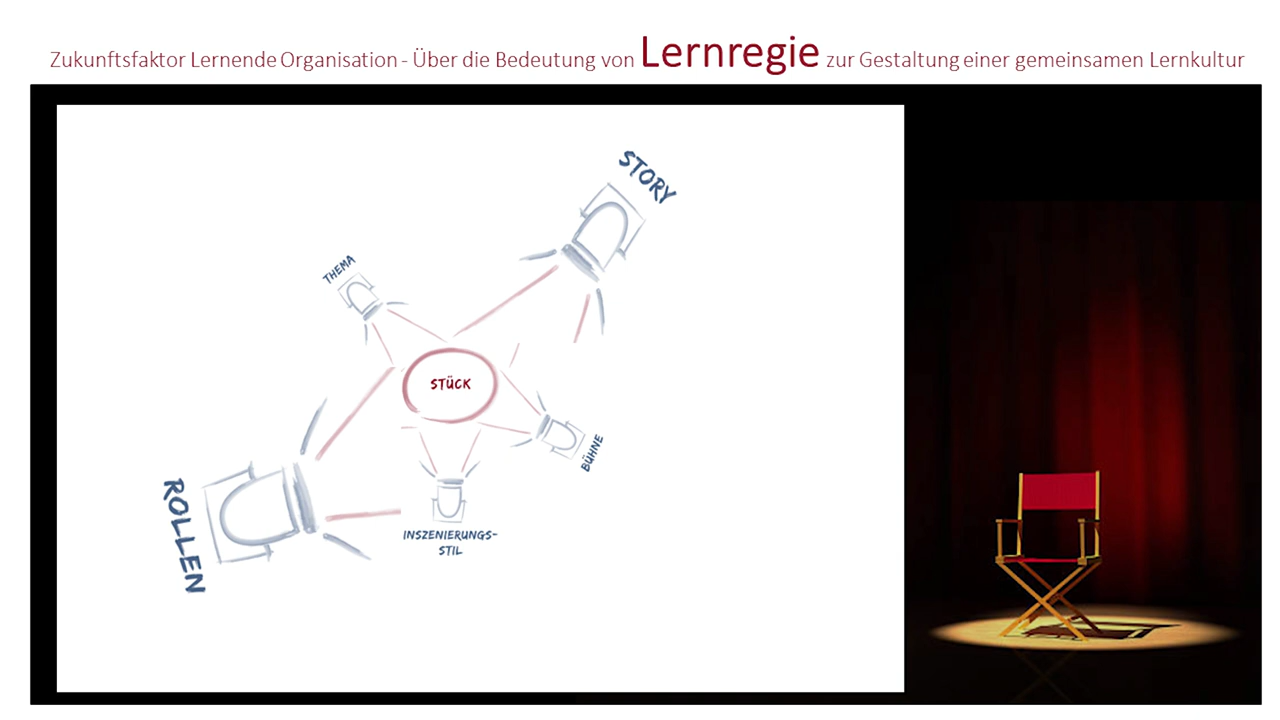 Zukunftsfaktor Lernende Organisation - Über die Bedeutung von Lernregie zur Gestaltung einer gemeinsamen Lernkultur
STORY
THEMA
STÜCK
BÜHNE
ROLLEN
INSZENIERUNGS-
STIL